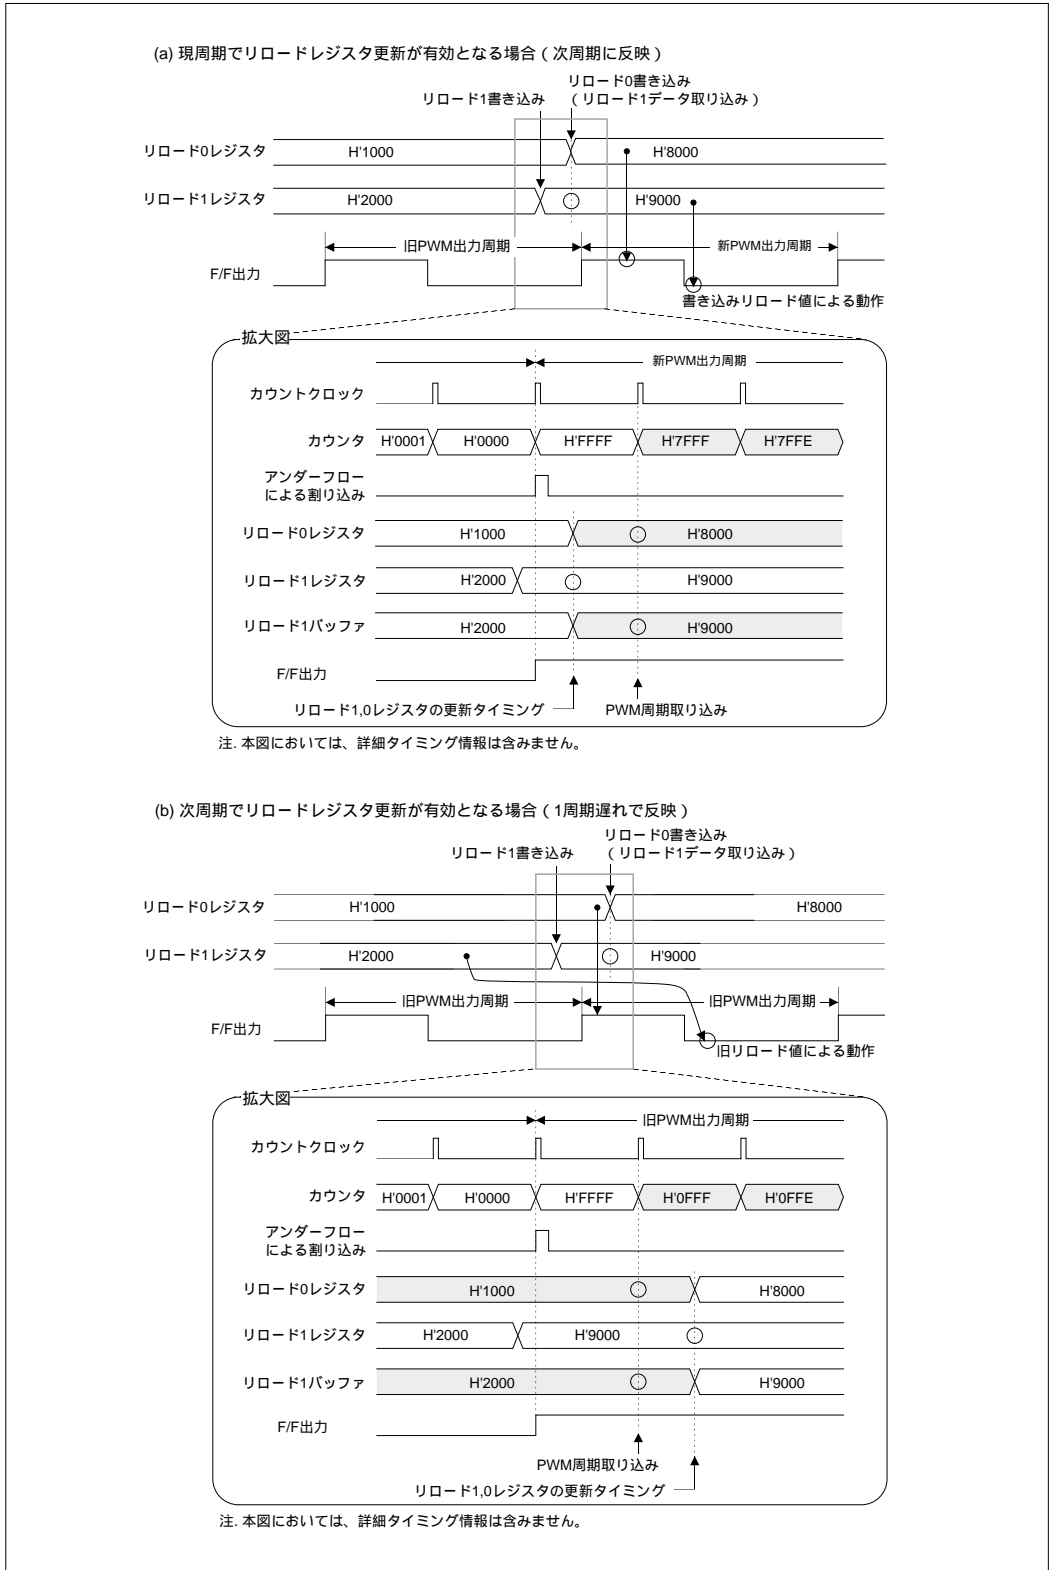 (a) 現周期でリロードレジスタ更新が有効となる場合（次周期に反映）
リロード0書き込み
リロード1書き込み （リロード1データ取り込み）
リロード0レジスタ H'1000 H'8000
リロード1レジスタ H'2000 H'9000
旧PWM出力周期 新PWM出力周期
F/F出力
書き込みリロード値による動作
拡大図
新PWM出力周期
カウントクロック
カウンタ H'0001 H'0000 H'FFFF H'7FFF H'7FFE
アンダーフロー
による割り込み
リロード0レジスタ H'1000 H'8000
リロード1レジスタ H'2000 H'9000
リロード1バッファ H'2000 H'9000
F/F出力
リロード1,0レジスタの更新タイミング PWM周期取り込み
注. 本図においては、詳細タイミング情報は含みません。
(b) 次周期でリロードレジスタ更新が有効となる場合（1周期遅れで反映）
リロード0書き込み
リロード1書き込み （リロード1データ取り込み）
リロード0レジスタ H'1000 H'8000
リロード1レジスタ H'2000 H'9000
旧PWM出力周期 旧PWM出力周期
F/F出力
旧リロード値による動作
拡大図
旧PWM出力周期
カウントクロック
カウンタ H'0001 H'0000 H'FFFF H'0FFF H'0FFE
アンダーフロー
による割り込み
リロード0レジスタ H'1000 H'8000
リロード1レジスタ H'2000 H'9000
リロード1バッファ H'2000 H'9000
F/F出力
PWM周期取り込み
リロード1,0レジスタの更新タイミング
注. 本図においては、詳細タイミング情報は含みません。